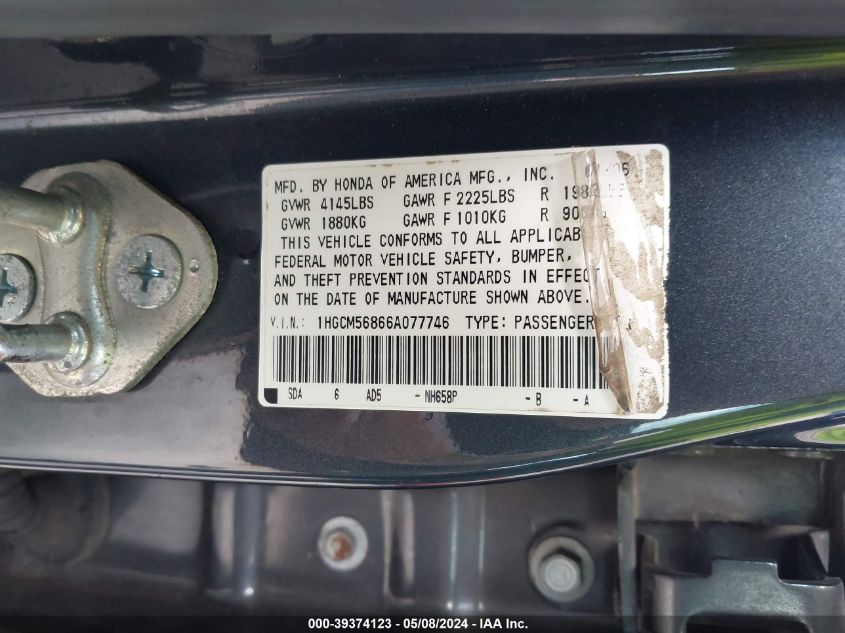 MFD. BY HONDA OF AMERICA MFG., INC.
GVWR 4145LBS GAWR F 2225LBS R
GVWR 1880KG GAWR F 1010KG R
THIS VEHICLE CONFORMS TO ALL APPLICAB
FEDERAL MOTOR VEHICLE SAFETY, BUMPER,
AND THEFT PREVENTION STANDARDS IN EFFECT
ON THE DATE OF MANUFACTURE SHOWN ABOVE.
V.I.N.: 1HGCM56866A077746 TYPE: PASSENGER
SDA 6 AD5 - NH658P - B - A
000-39374123 - 05/08/2024 - IAA Inc.